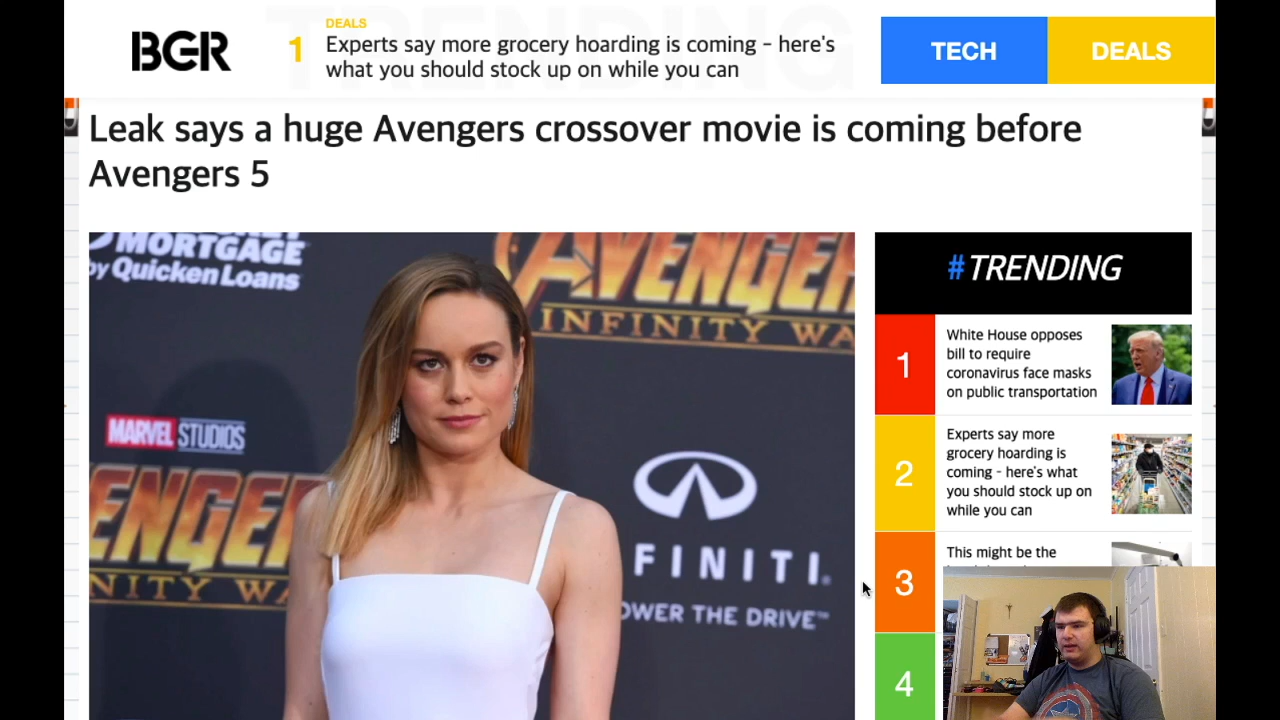 BGR
1
DEALS
Experts say more grocery hoarding is coming – here's
what you should stock up on while you can
TECH
DEALS
Leak says a huge Avengers crossover movie is coming before
Avengers 5
MORTGAGE
by Quicken Loans
AVENGERS
INFINITY WA
MARVEL STUDIOS
ENGER
NITY WA
FINITI
OWER THE DRIVE™
#TRENDING
1
White House opposes
bill to require
coronavirus face masks
on public transportation
2
Experts say more
grocery hoarding is
coming – here's what
you should stock up on
while you can
3
This might be the
4